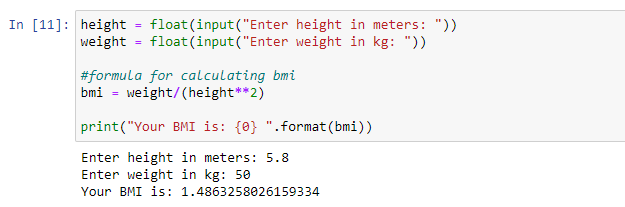 In [11]: height = float(input("Enter height in meters: "))
weight = float(input("Enter weight in kg: "))
#formula for calculating bmi
bmi = weight/(height**2)
print("Your BMI is: {0} ".format(bmi))
Enter height in meters: 5.8
Enter weight in kg: 50
Your BMI is: 1.4863258026159334